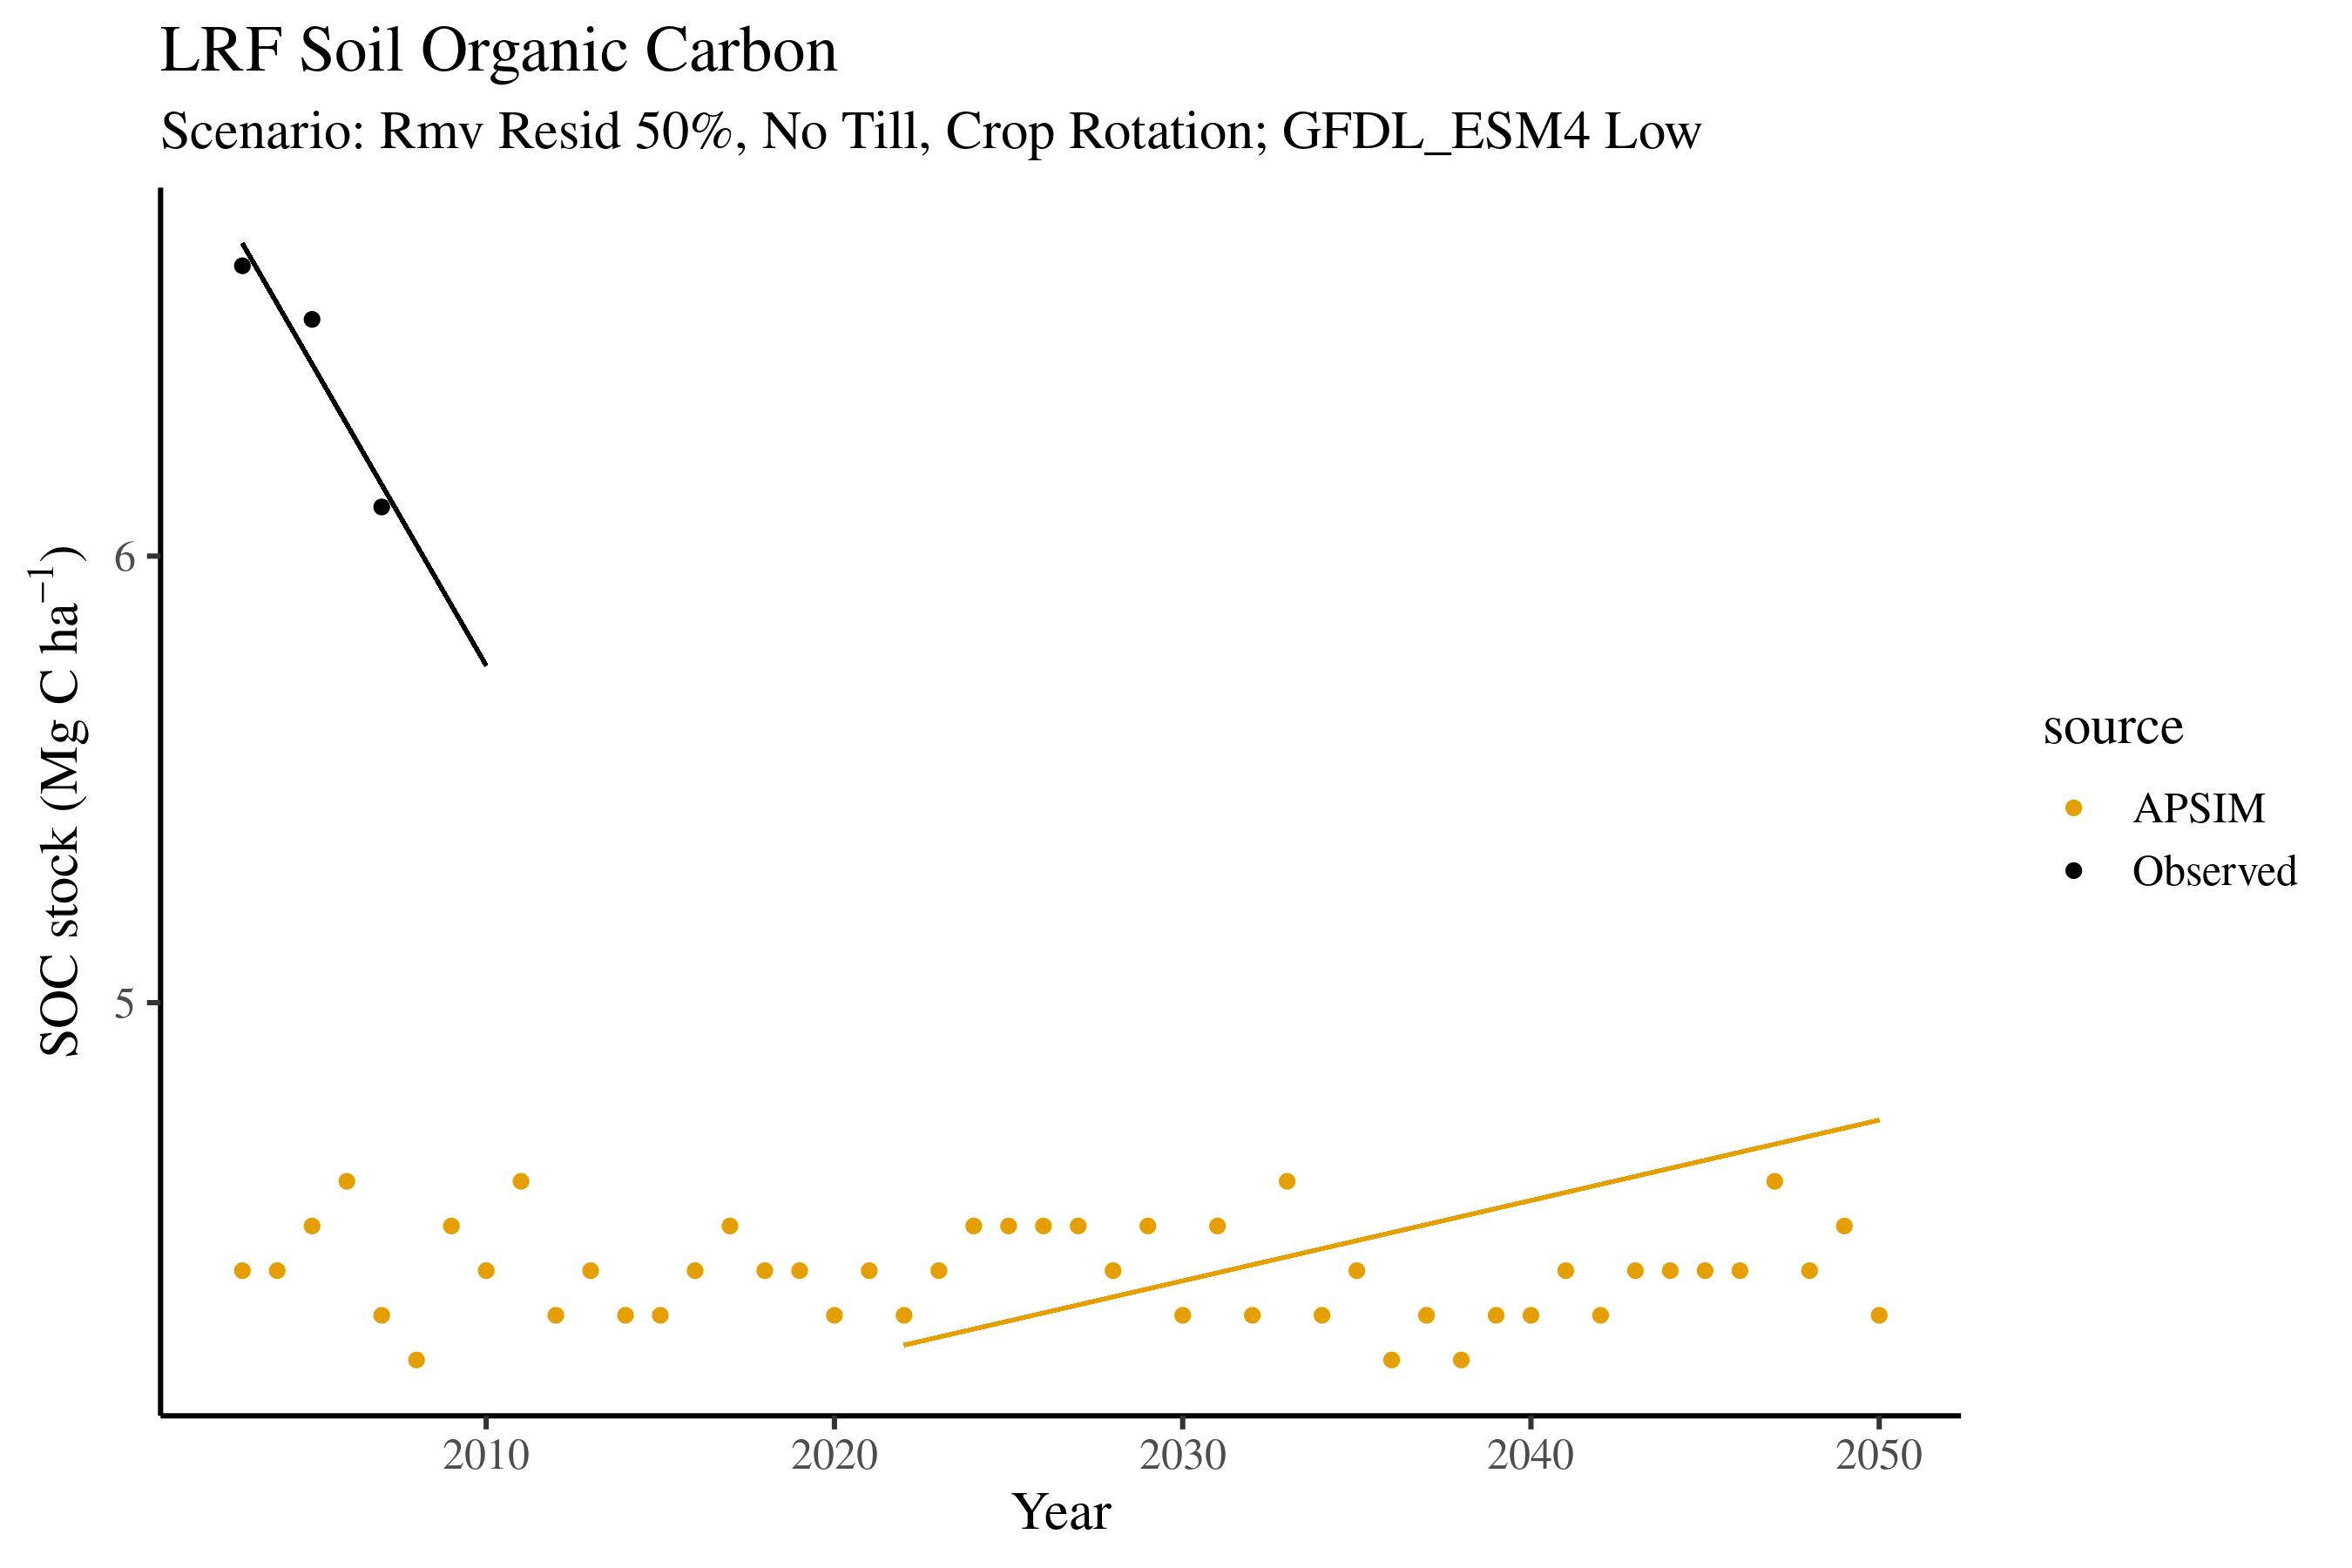 LRF Soil Organic Carbon
Scenario: Rmv Resid 50%, No Till, Crop Rotation; GFDL_ESM4 Low
SOC stock (Mg C ha⁻¹)
6
5
2010 2020 2030 2040 2050
Year
source
APSIM
Observed